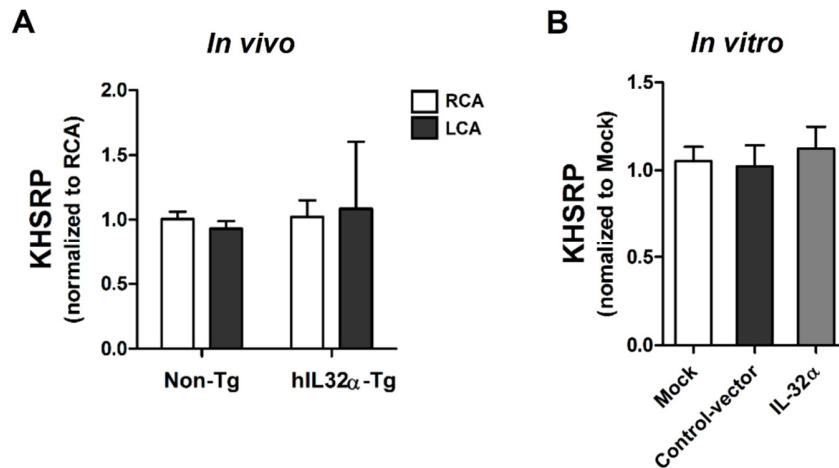 A
In vivo
KHSRP
(normalized to RCA)
2.0
1.5
1.0
0.5
0.0
Non-Tg
hIL32α-Tg
RCA
LCA
B
In vitro
KHSRP
(nomalized to Mock)
1.5
1.0
0.5
0.0
Mock
Control-vector
IL-32α